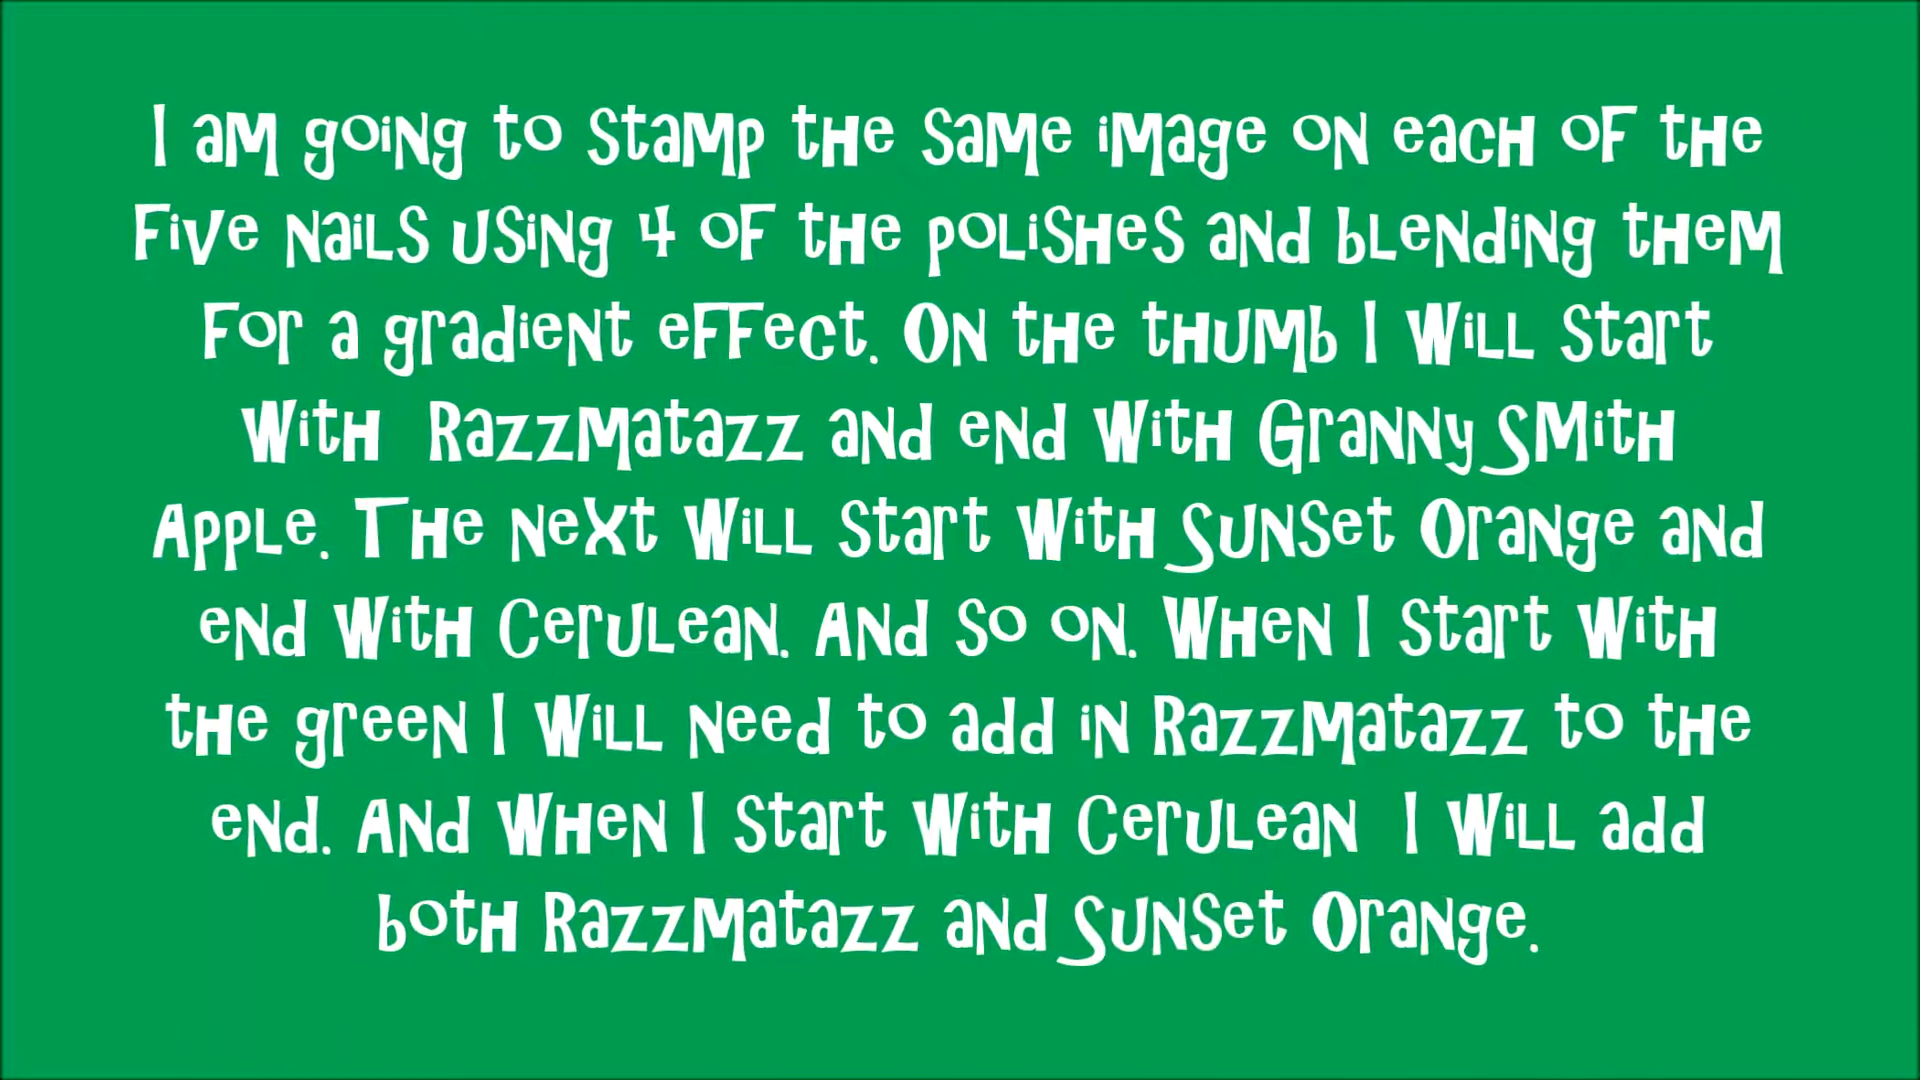 I am going to stamp the same image on each of the
five nails using 4 of the polishes and blending them
for a gradient effect. On the thumb I will start
with Razzmatazz and end with Granny Smith
Apple. The next will start with Sunset Orange and
end with Cerulean. And so on. When I start with
the green I will need to add in Razzmatazz to the
end. And when I start with Cerulean I will add
both Razzmatazz and Sunset Orange.